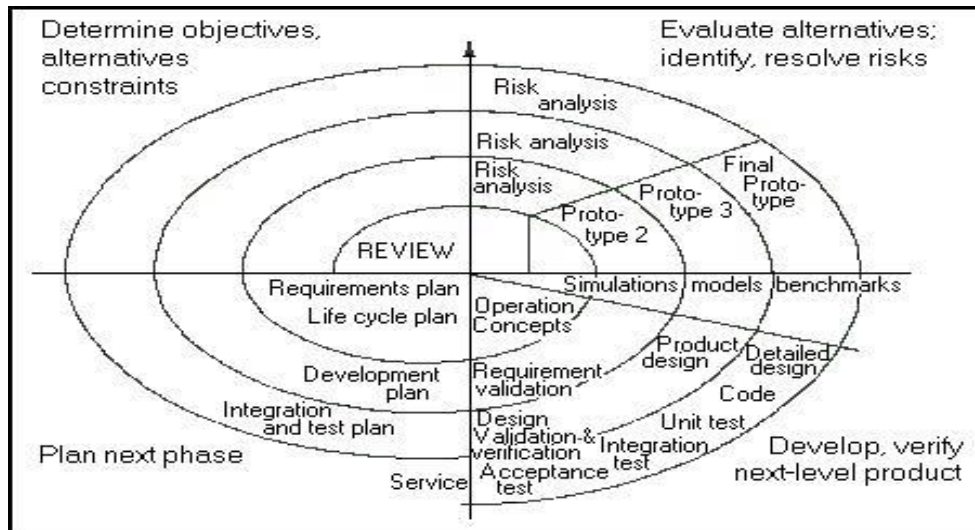 Determine objectives,
alternatives
constraints
Evaluate alternatives;
identify, resolve risks
Risk
analysis
Risk analysis
Risk
analysis
Final
Proto-
type
Proto-
type 3
Proto-
type 2
REVIEW
Requirements plan
Life cycle plan
Simulations models benchmarks
Operation
Concepts
Product
design
Detailed
design
Development
plan
Requirement
validation
Code
Integration
and test plan
Design
Validation-&
verification
Unit test
Integration
test
Acceptance
test
Service
Plan next phase
Develop, verify
next-level product